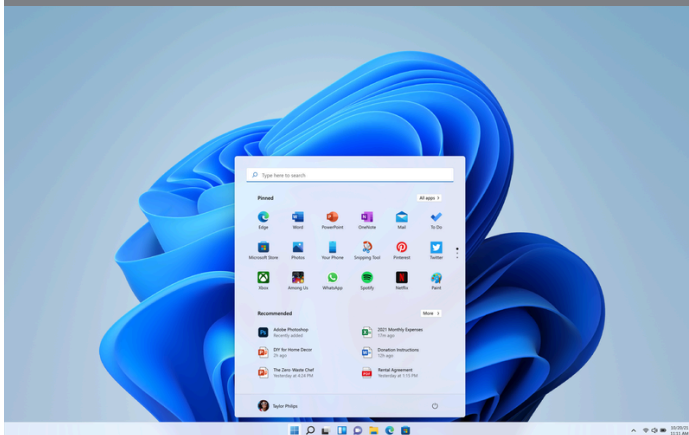 Type here to search
Pinned
All apps >
Edge
Word
PowerPoint
OneNote
Mail
To Do
Microsoft Store
Photos
Your Phone
Snipping Tool
Pinterest
Twitter
Xbox
Among Us
WhatsApp
Spotify
Netflix
Paint
Recommended
More >
Adobe Photoshop
Recently added
2021 Monthly Expenses
17m ago
DIY for Home Decor
2h ago
Donation Instructions
12h ago
The Zero Waste Chef
Yesterday at 4:24 PM
Rental Agreement
Yesterday at 1:15 PM
Taylor Philips
11:11 AM